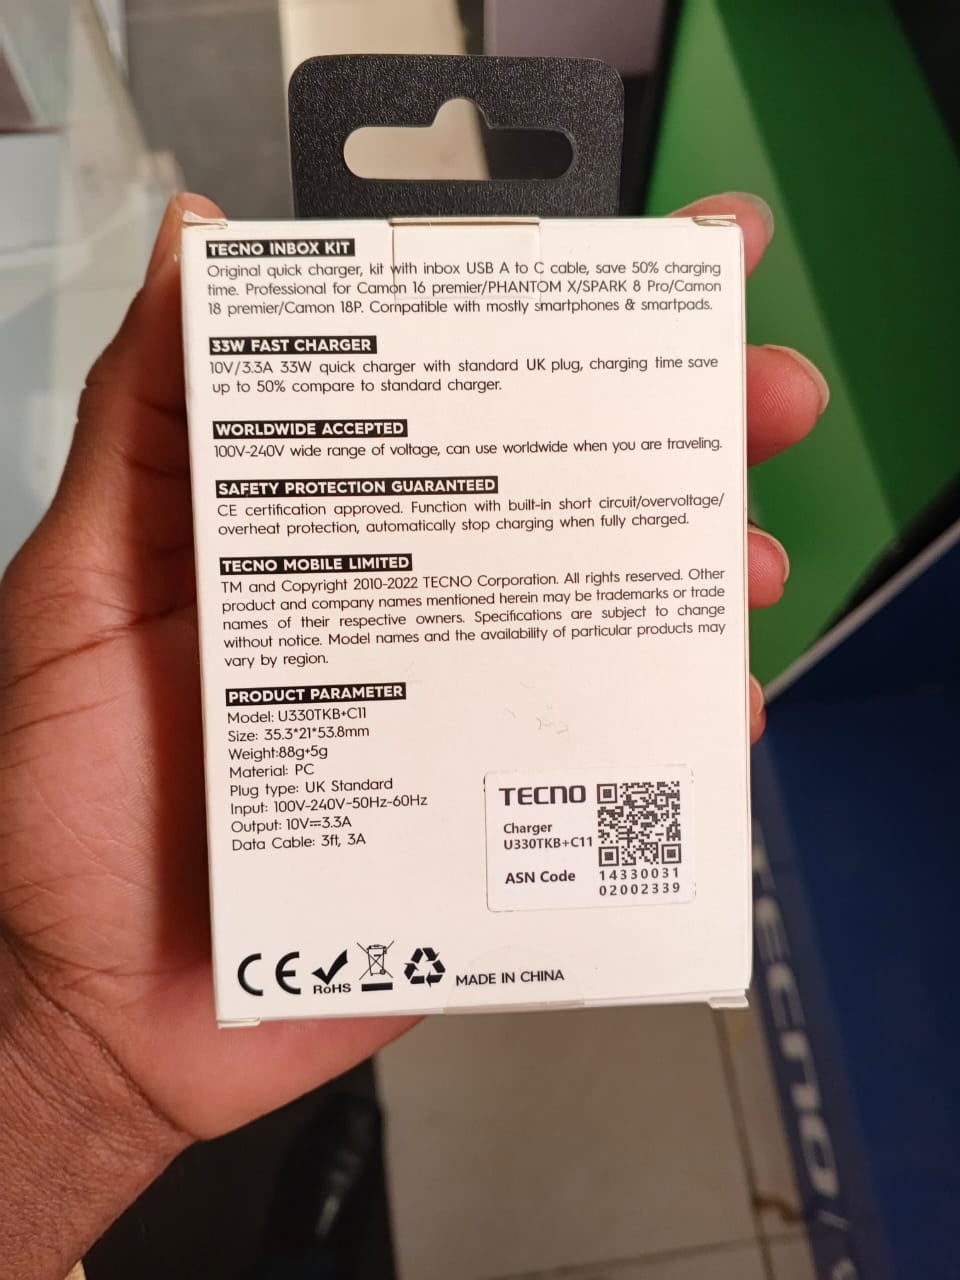 TECNO INBOX KIT
Original quick charger, kit with inbox USB A to C cable, save 50% charging
time. Professional for Camon 16 premier/PHANTOM X/SPARK 8 Pro/Camon
18 premier/Camon 18P. Compatible with mostly smartphones & smartpads.
33W FAST CHARGER
10V/3.3A 33W quick charger with standard UK plug, charging time save
up to 50% compare to standard charger.
WORLDWIDE ACCEPTED
100V-240V wide range of voltage, can use worldwide when you are traveling.
SAFETY PROTECTION GUARANTEED
CE certification approved. Function with built-in short circuit/overvoltage/
overheat protection, automatically stop charging when fully charged.
TECNO MOBILE LIMITED
TM and Copyright 2010-2022 TECNO Corporation. All rights reserved. Other
product and company names mentioned herein may be trademarks or trade
names of their respective owners. Specifications are subject to change
without notice. Model names and the availability of particular products may
vary by region.
PRODUCT PARAMETER
Model: U330TKB+C11
Size: 35.3*21*53.8mm
Weight:88g+5g
Material: PC
Plug type: UK Standard
Input: 100V-240V-50Hz-60Hz
Output: 10V⎓3.3A
Data Cable: 3ft, 3A
TECNO
Charger
U330TKB+C11
ASN Code
14330031
02002339
CE
RoHS
MADE IN CHINA
TECNO